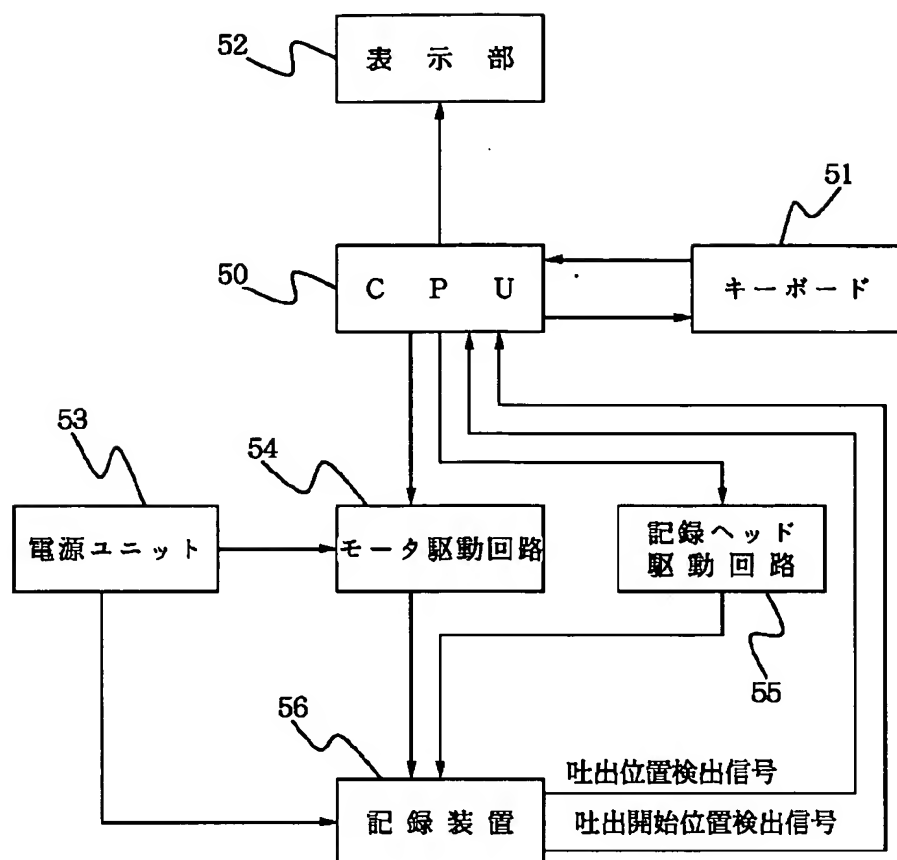 52
表示部
51
50
CPU
キーボード
53
54
電源ユニット
モータ駆動回路
記録ヘッド
駆動回路
55
56
吐出位置検出信号
記録装置
吐出開始位置検出信号